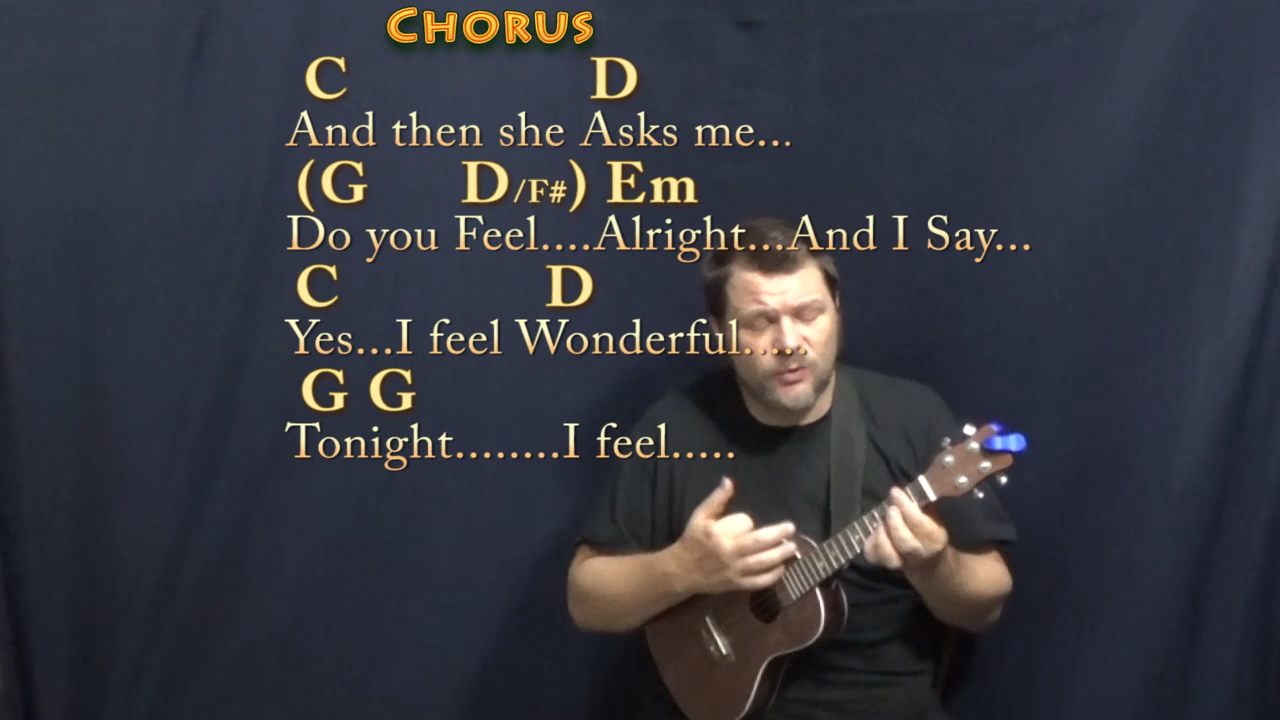 CHORUS
C D
And then she Asks me...
(G D/F#) Em
Do you Feel....Alright...And I Say...
C D
Yes...I feel Wonderful.....
G G
Tonight........I feel.....